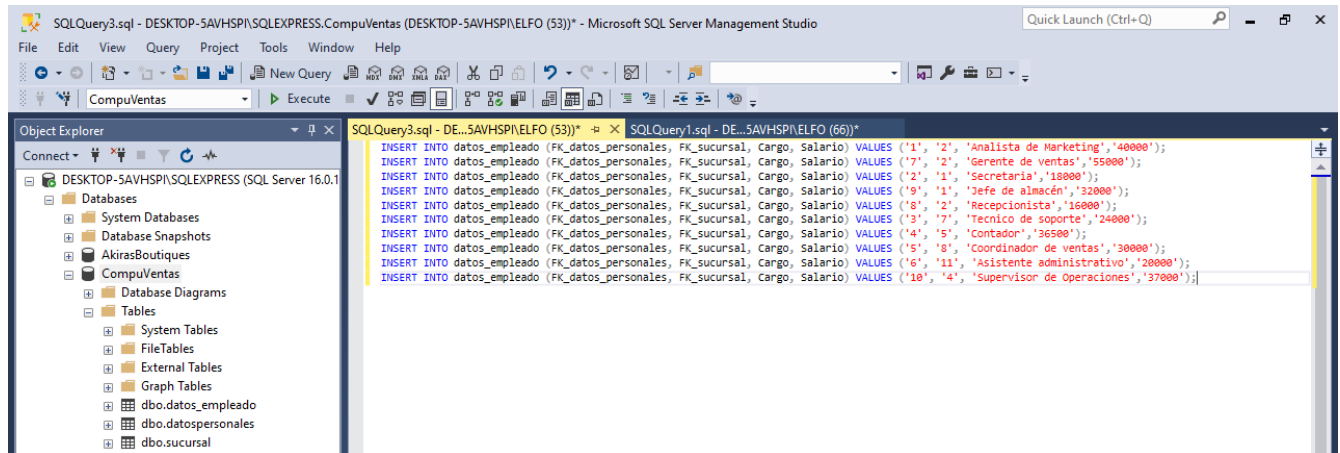 SQLQuery3.sql - DESKTOP-5AVHSPI\SQLEXPRESS.CompuVentas (DESKTOP-5AVHSPI\ELFO (53))* - Microsoft SQL Server Management Studio
Quick Launch (Ctrl+Q)
File Edit View Query Project Tools Window Help
New Query MDX DMX XMLA DAX
CompuVentas Execute
Object Explorer
SQLQuery3.sql - DE...5AVHSPI\ELFO (53))* SQLQuery1.sql - DE...5AVHSPI\ELFO (66))*
Connect
DESKTOP-5AVHSPI\SQLEXPRESS (SQL Server 16.0.1
Databases
System Databases
Database Snapshots
AkirasBoutiques
CompuVentas
Database Diagrams
Tables
System Tables
FileTables
External Tables
Graph Tables
dbo.datos_empleado
dbo.datospersonales
dbo.sucursal
INSERT INTO datos_empleado (FK_datos_personales, FK_sucursal, Cargo, Salario) VALUES ('1', '2', 'Analista de Marketing','40000');
INSERT INTO datos_empleado (FK_datos_personales, FK_sucursal, Cargo, Salario) VALUES ('7', '2', 'Gerente de ventas','55000');
INSERT INTO datos_empleado (FK_datos_personales, FK_sucursal, Cargo, Salario) VALUES ('2', '1', 'Secretaria','18000');
INSERT INTO datos_empleado (FK_datos_personales, FK_sucursal, Cargo, Salario) VALUES ('9', '1', 'Jefe de almacén','32000');
INSERT INTO datos_empleado (FK_datos_personales, FK_sucursal, Cargo, Salario) VALUES ('8', '2', 'Recepcionista','16000');
INSERT INTO datos_empleado (FK_datos_personales, FK_sucursal, Cargo, Salario) VALUES ('3', '7', 'Tecnico de soporte','24000');
INSERT INTO datos_empleado (FK_datos_personales, FK_sucursal, Cargo, Salario) VALUES ('4', '5', 'Contador','36500');
INSERT INTO datos_empleado (FK_datos_personales, FK_sucursal, Cargo, Salario) VALUES ('5', '8', 'Coordinador de ventas','30000');
INSERT INTO datos_empleado (FK_datos_personales, FK_sucursal, Cargo, Salario) VALUES ('6', '11', 'Asistente administrativo','20000');
INSERT INTO datos_empleado (FK_datos_personales, FK_sucursal, Cargo, Salario) VALUES ('10', '4', 'Supervisor de Operaciones','37000');